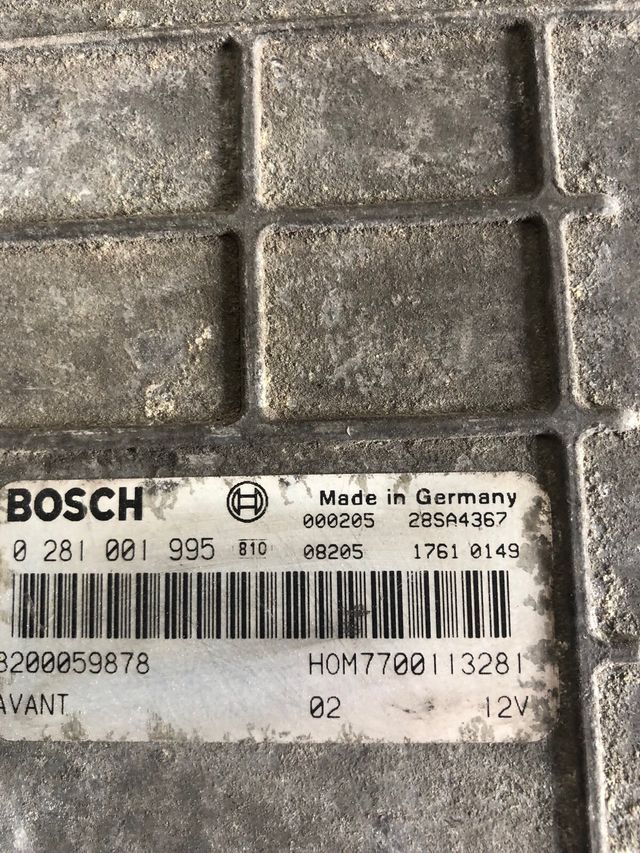 BOSCH Made in Germany
000205 28SA4367
0 281 001 995 810 08205 1761 0149
8200059878 HOM7700113281
AVANT 02 12V